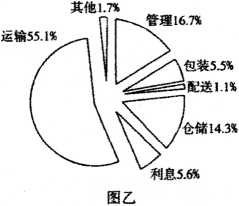 其他1.7%
管理16.7%
运输55.1%
包装5.5%
配送1.1%
仓储14.3%
利息5.6%
图乙